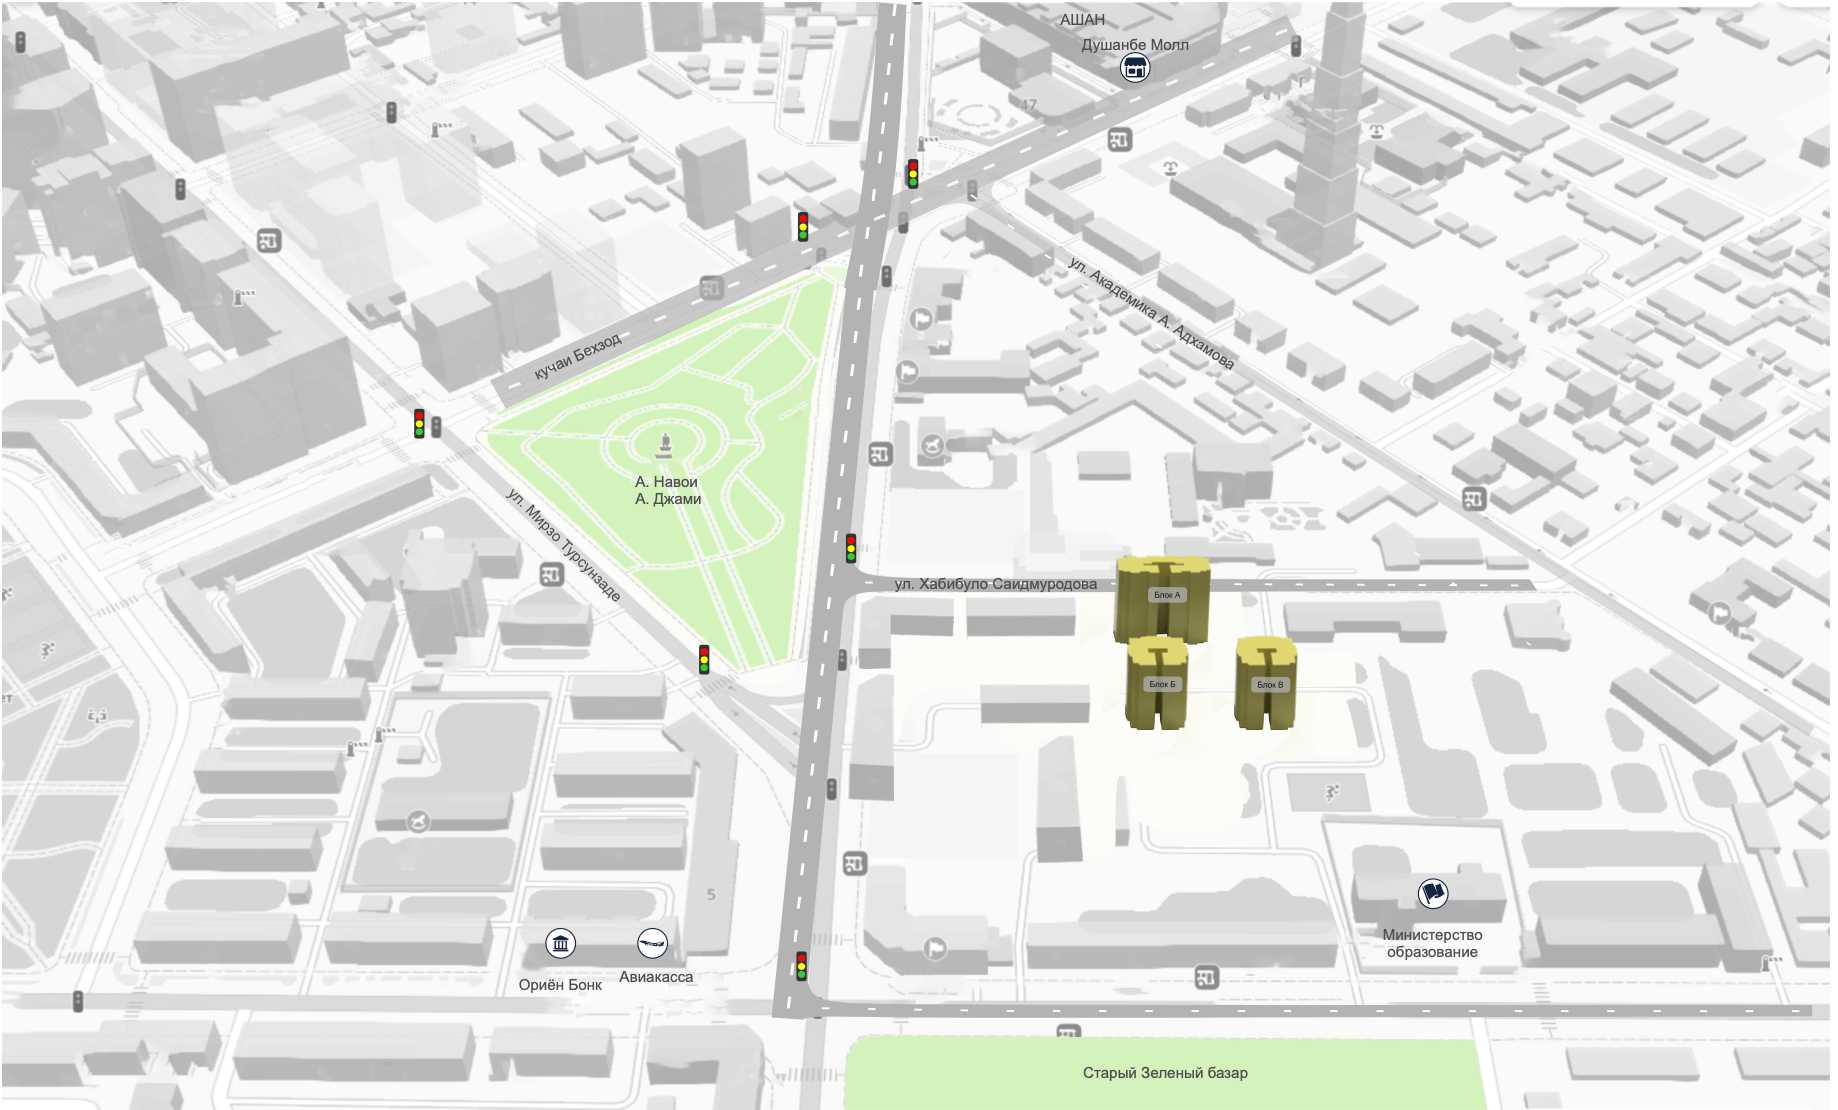 АШАН
Душанбе Молл
47
ул. Академика А. Адхамова
кучаи Бехзод
А. Навои
А. Джами
ул. Мирзо Турсунзаде
ул. Хабибуло Саидмуродова
Блок А
Блок Б
Блок В
5
Министерство
образование
Ориён Бонк
Авиакасса
Старый Зеленый базар